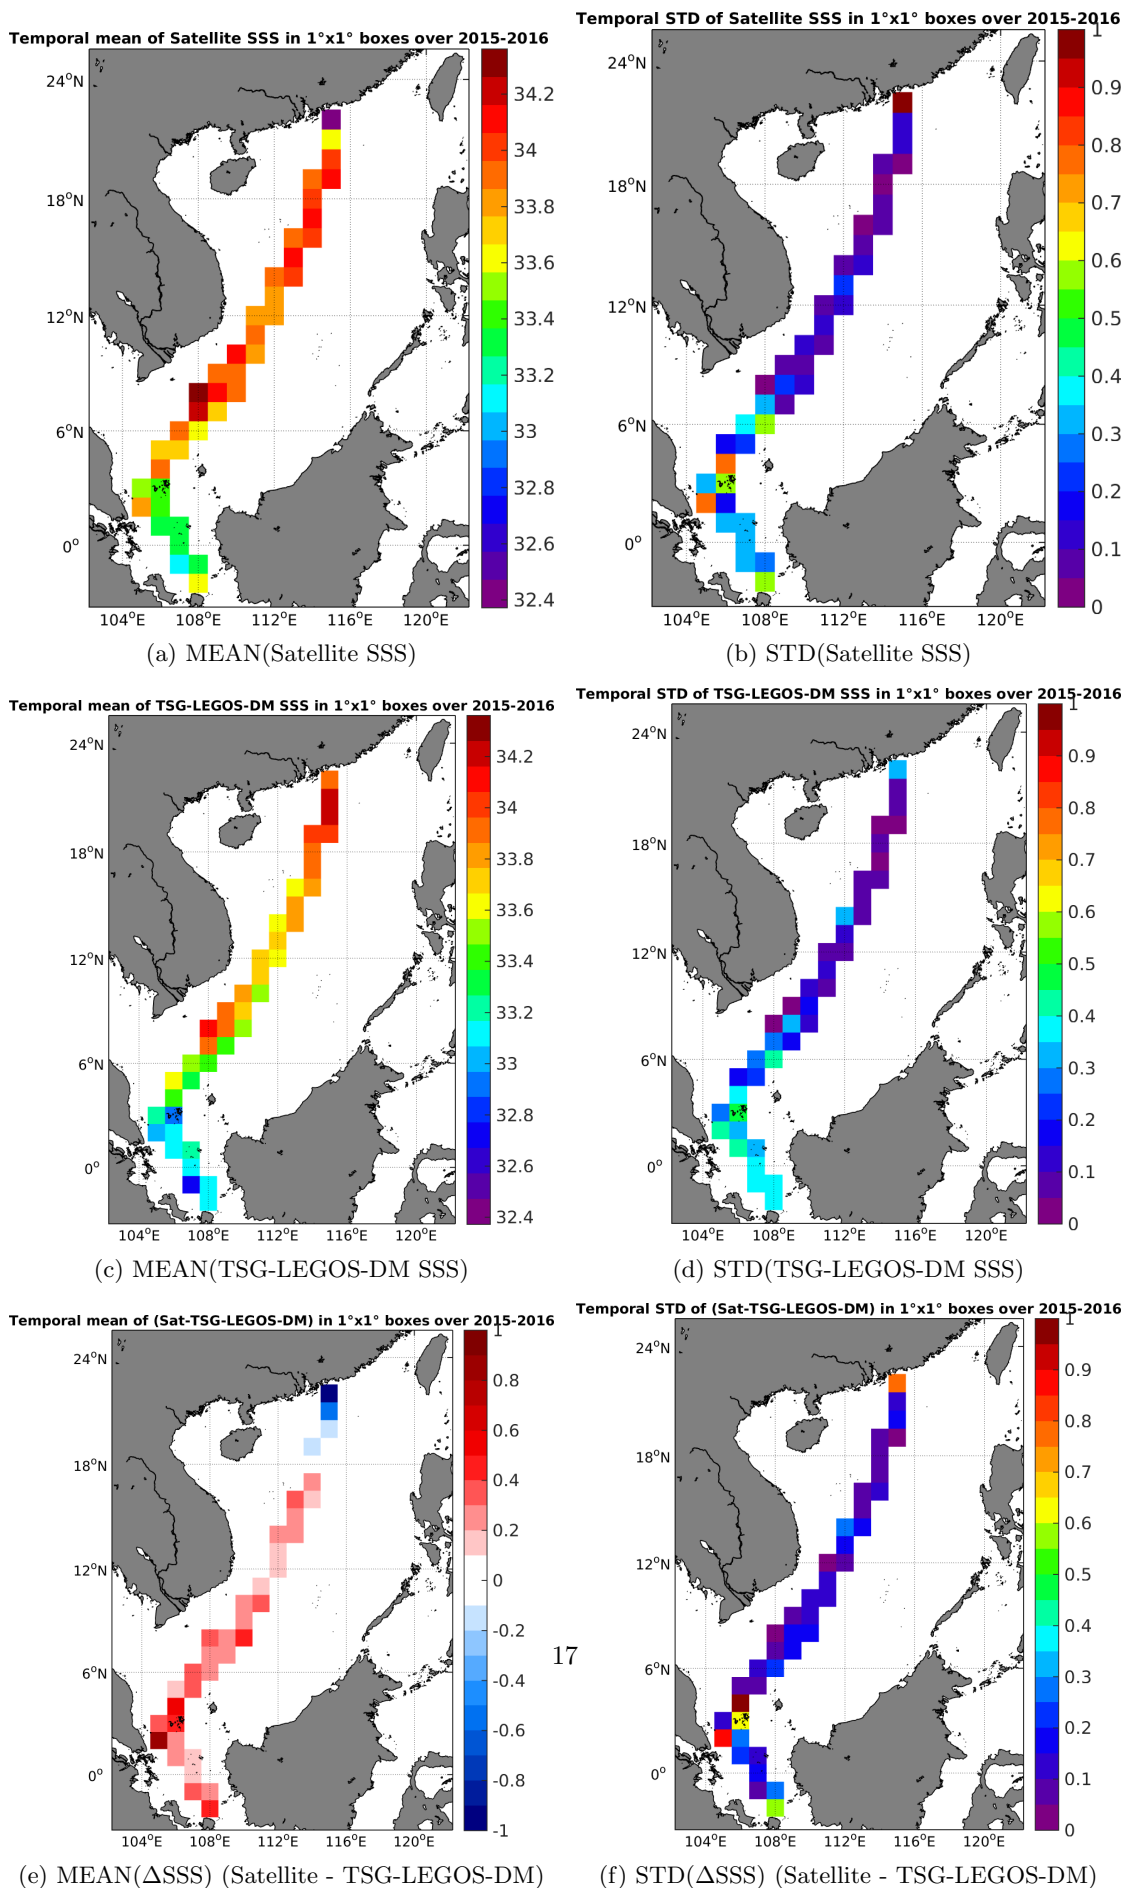 Temporal mean of Satellite SSS in 1°x1° boxes over 2015-2016
24°N
18°N
12°N
6°N
0°
104°E
108°E
112°E
116°E
120°E
34.2
34
33.8
33.6
33.4
33.2
33
32.8
32.6
32.4
(a) MEAN(Satellite SSS)
Temporal STD of Satellite SSS in 1°x1° boxes over 2015-2016
24°N
18°N
12°N
6°N
0°
104°E
108°E
112°E
116°E
120°E
1
0.9
0.8
0.7
0.6
0.5
0.4
0.3
0.2
0.1
0
(b) STD(Satellite SSS)
Temporal mean of TSG-LEGOS-DM SSS in 1°x1° boxes over 2015-2016
24°N
18°N
12°N
6°N
0°
104°E
108°E
112°E
116°E
120°E
34.2
34
33.8
33.6
33.4
33.2
33
32.8
32.6
32.4
(c) MEAN(TSG-LEGOS-DM SSS)
Temporal STD of TSG-LEGOS-DM SSS in 1°x1° boxes over 2015-2016
24°N
18°N
12°N
6°N
0°
104°E
108°E
112°E
116°E
120°E
1
0.9
0.8
0.7
0.6
0.5
0.4
0.3
0.2
0.1
0
(d) STD(TSG-LEGOS-DM SSS)
Temporal mean of (Sat-TSG-LEGOS-DM) in 1°x1° boxes over 2015-2016
24°N
18°N
12°N
6°N
0°
104°E
108°E
112°E
116°E
120°E
1
0.8
0.6
0.4
0.2
0
-0.2
-0.4
-0.6
-0.8
-1
(e) MEAN(ΔSSS) (Satellite - TSG-LEGOS-DM)
17
Temporal STD of (Sat-TSG-LEGOS-DM) in 1°x1° boxes over 2015-2016
24°N
18°N
12°N
6°N
0°
104°E
108°E
112°E
116°E
120°E
1
0.9
0.8
0.7
0.6
0.5
0.4
0.3
0.2
0.1
0
(f) STD(ΔSSS) (Satellite - TSG-LEGOS-DM)